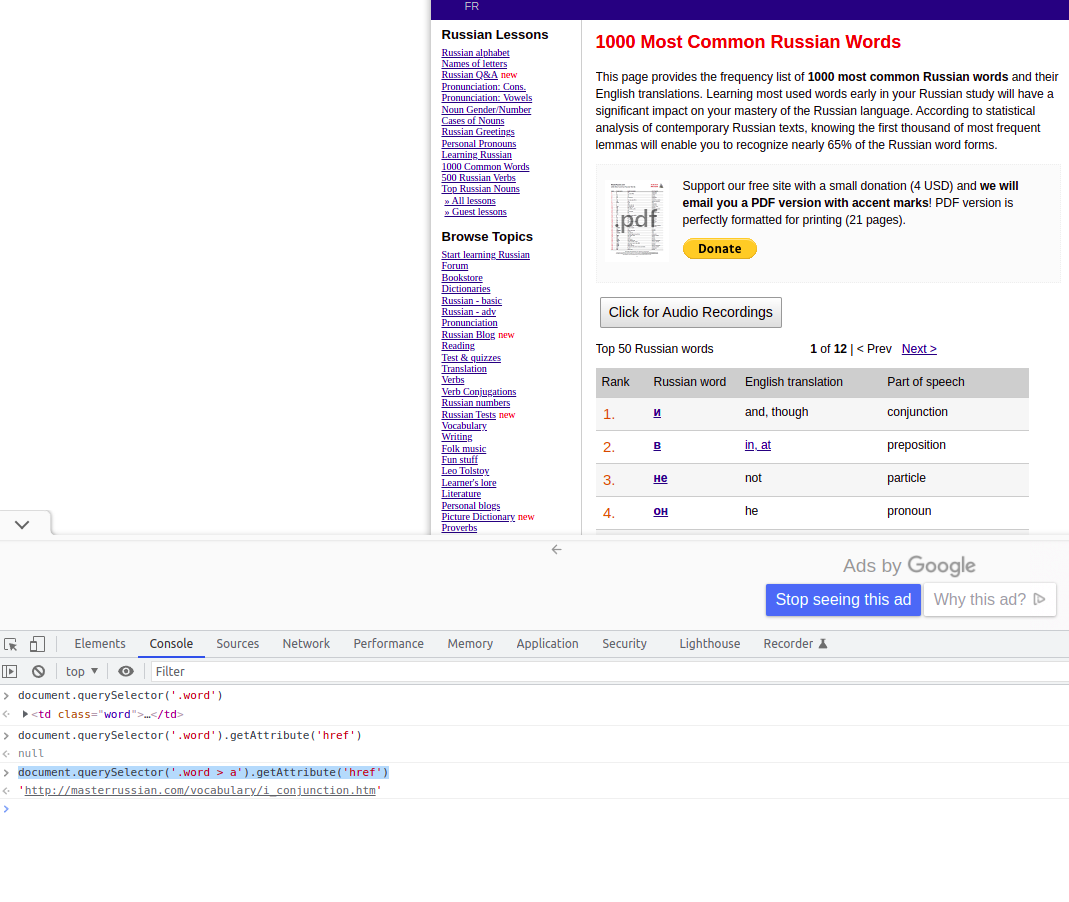 FR
Russian Lessons
Russian alphabet
Names of letters
Russian Q&A new
Pronunciation: Cons.
Pronunciation: Vowels
Noun Gender/Number
Cases of Nouns
Russian Greetings
Personal Pronouns
Learning Russian
1000 Common Words
500 Russian Verbs
Top Russian Nouns
» All lessons
» Guest lessons
Browse Topics
Start learning Russian
Forum
Bookstore
Dictionaries
Russian - basic
Russian - adv
Pronunciation
Russian Blog new
Reading
Test & quizzes
Translation
Verbs
Verb Conjugations
Russian numbers
Russian Tests new
Vocabulary
Writing
Folk music
Fun stuff
Leo Tolstoy
Learner's lore
Literature
Personal blogs
Picture Dictionary new
Proverbs
1000 Most Common Russian Words
This page provides the frequency list of 1000 most common Russian words and their
English translations. Learning most used words early in your Russian study will have a
significant impact on your mastery of the Russian language. According to statistical
analysis of contemporary Russian texts, knowing the first thousand of most frequent
lemmas will enable you to recognize nearly 65% of the Russian word forms.
.pdf
Support our free site with a small donation (4 USD) and we will
email you a PDF version with accent marks! PDF version is
perfectly formatted for printing (21 pages).
Donate
Click for Audio Recordings
Top 50 Russian words 1 of 12 | < Prev Next >
Rank Russian word English translation Part of speech
1. и and, though conjunction
2. в in, at preposition
3. не not particle
4. он he pronoun
Ads by Google
Stop seeing this ad Why this ad?
Elements Console Sources Network Performance Memory Application Security Lighthouse Recorder
top ▼ Filter
document.querySelector('.word')
<td class="word">…</td>
document.querySelector('.word').getAttribute('href')
null
document.querySelector('.word > a').getAttribute('href')
'http://masterrussian.com/vocabulary/i_conjunction.htm'